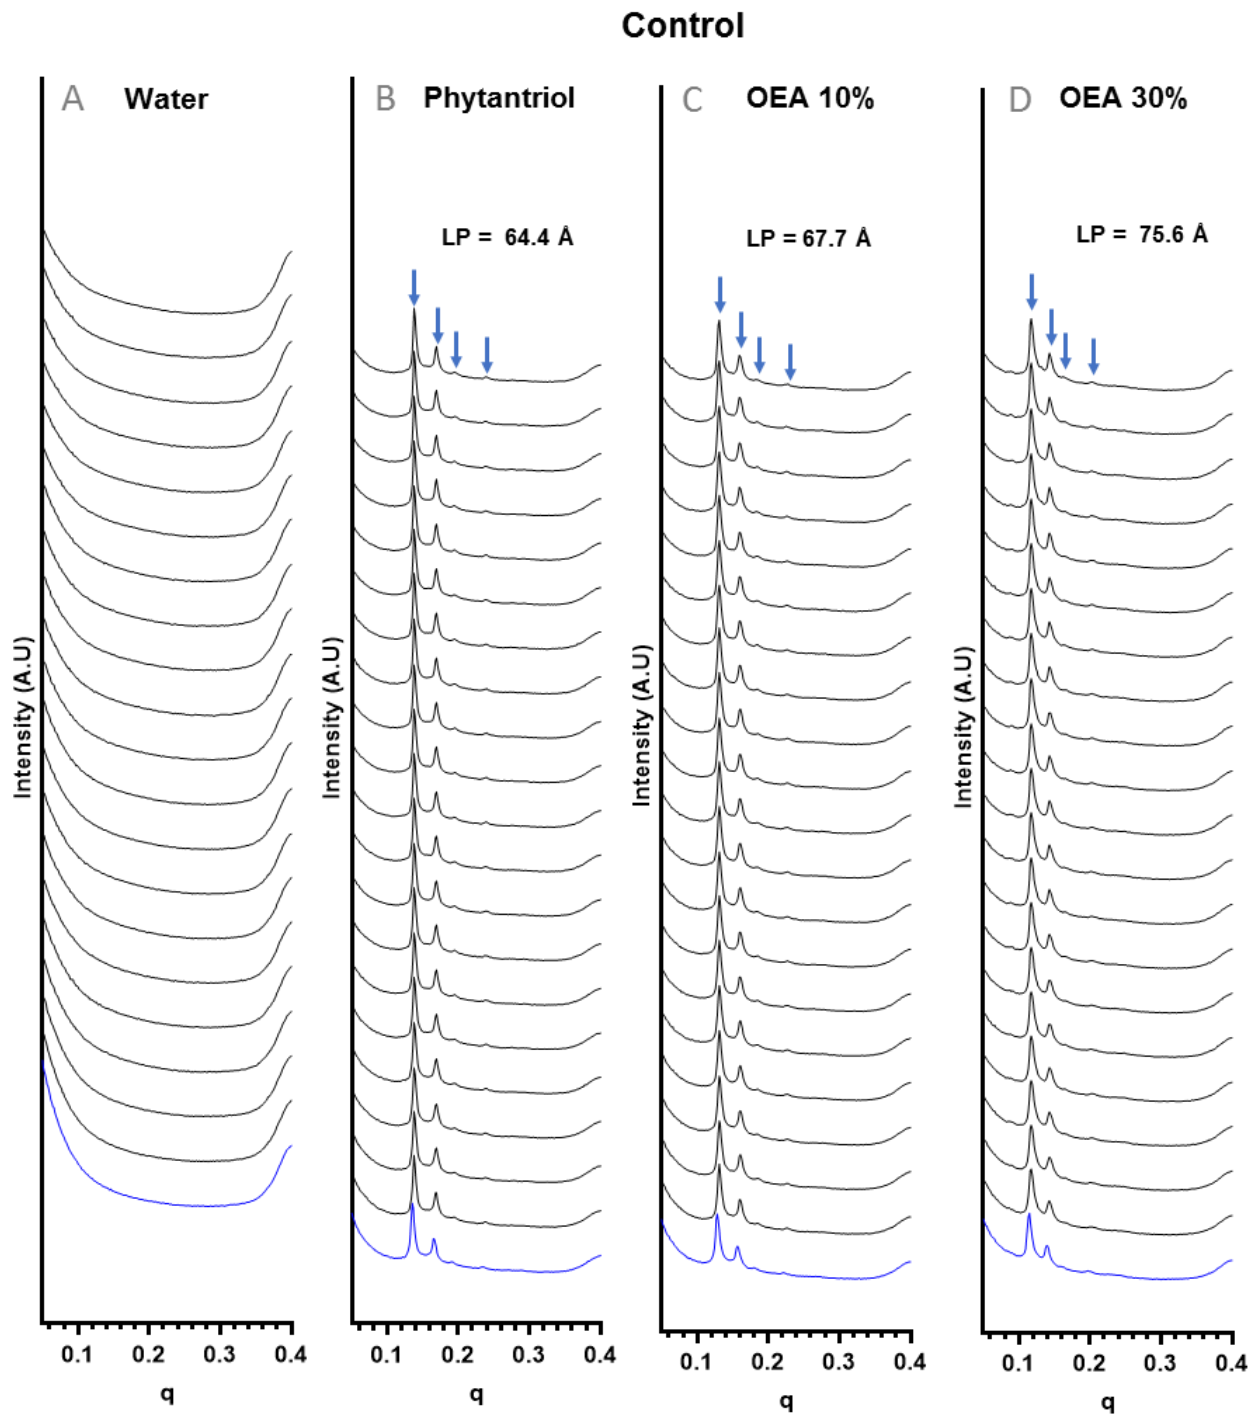 Control
A Water
B Phytantriol
C OEA 10%
D OEA 30%
LP = 64.4 Å
LP = 67.7 Å
LP = 75.6 Å
Intensity (A.U)
Intensity (A.U)
Intensity (A.U)
Intensity (A.U)
0.1 0.2 0.3 0.4
0.1 0.2 0.3 0.4
0.1 0.2 0.3 0.4
0.1 0.2 0.3 0.4
q
q
q
q